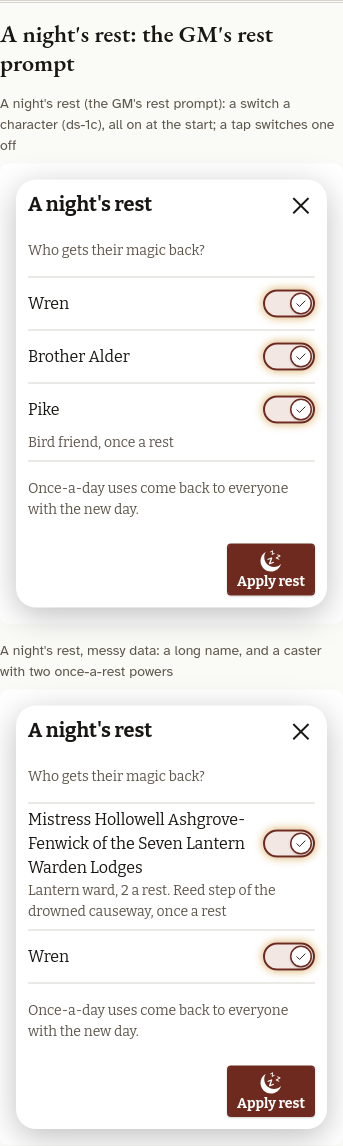 A night's rest: the GM's rest
prompt
A night's rest (the GM's rest prompt): a switch a
character (ds-1c), all on at the start; a tap switches one
off
A night's rest
Who gets their magic back?
Wren
Brother Alder
Pike
Bird friend, once a rest
Once-a-day uses come back to everyone
with the new day.
Apply rest
A night's rest, messy data: a long name, and a caster
with two once-a-rest powers
A night's rest
Who gets their magic back?
Mistress Hollowell Ashgrove-
Fenwick of the Seven Lantern
Warden Lodges
Lantern ward, 2 a rest. Reed step of the
drowned causeway, once a rest
Wren
Once-a-day uses come back to everyone
with the new day.
Apply rest